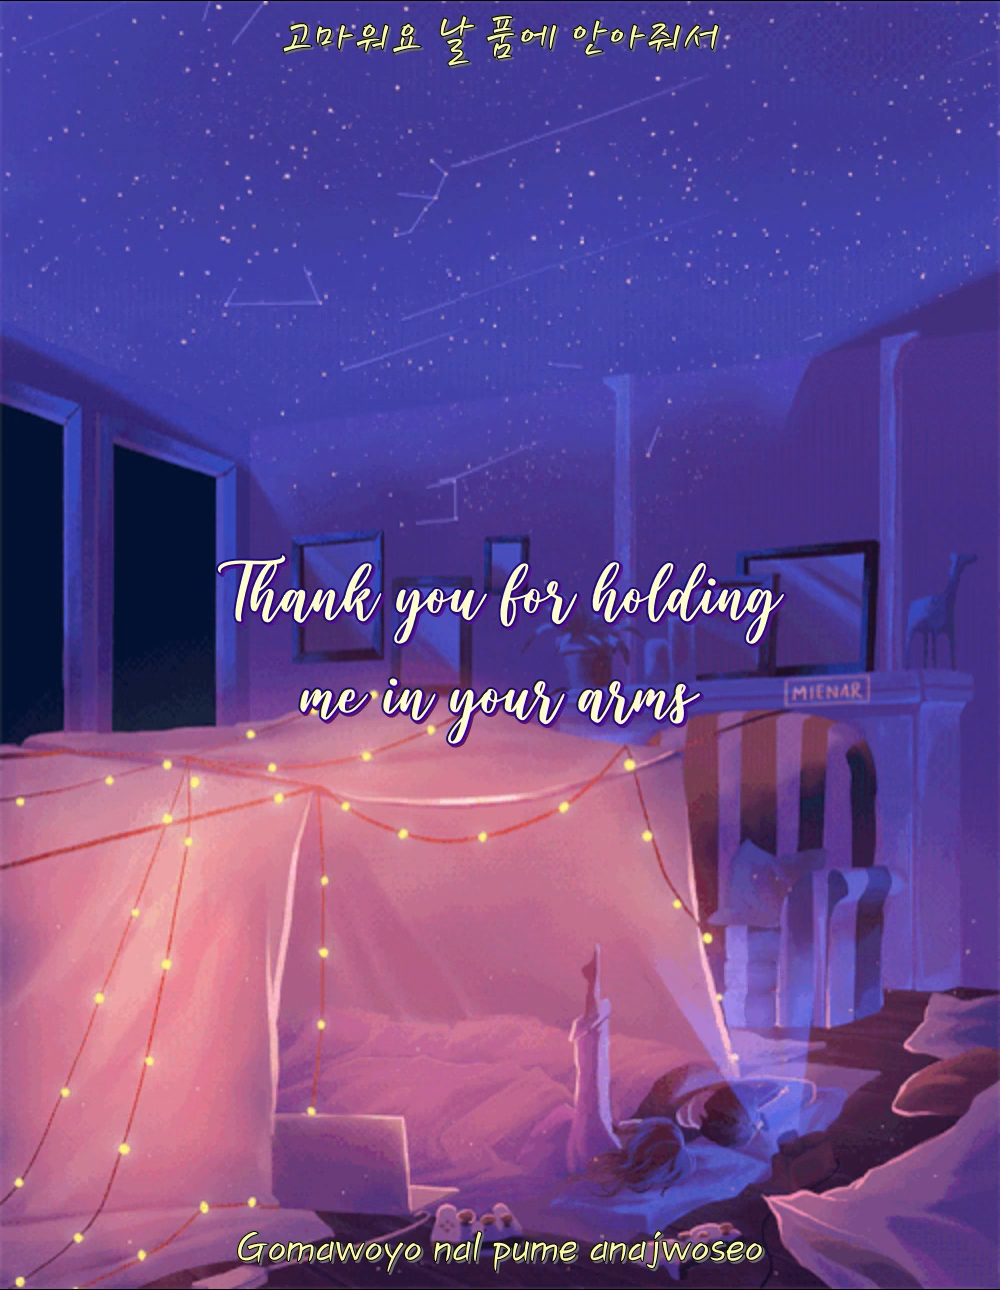 고마워요 날 품에 안아줘서
Thank you for holding
me in your arms
MIENAR
Gomawoyo nal pume anajwoseo